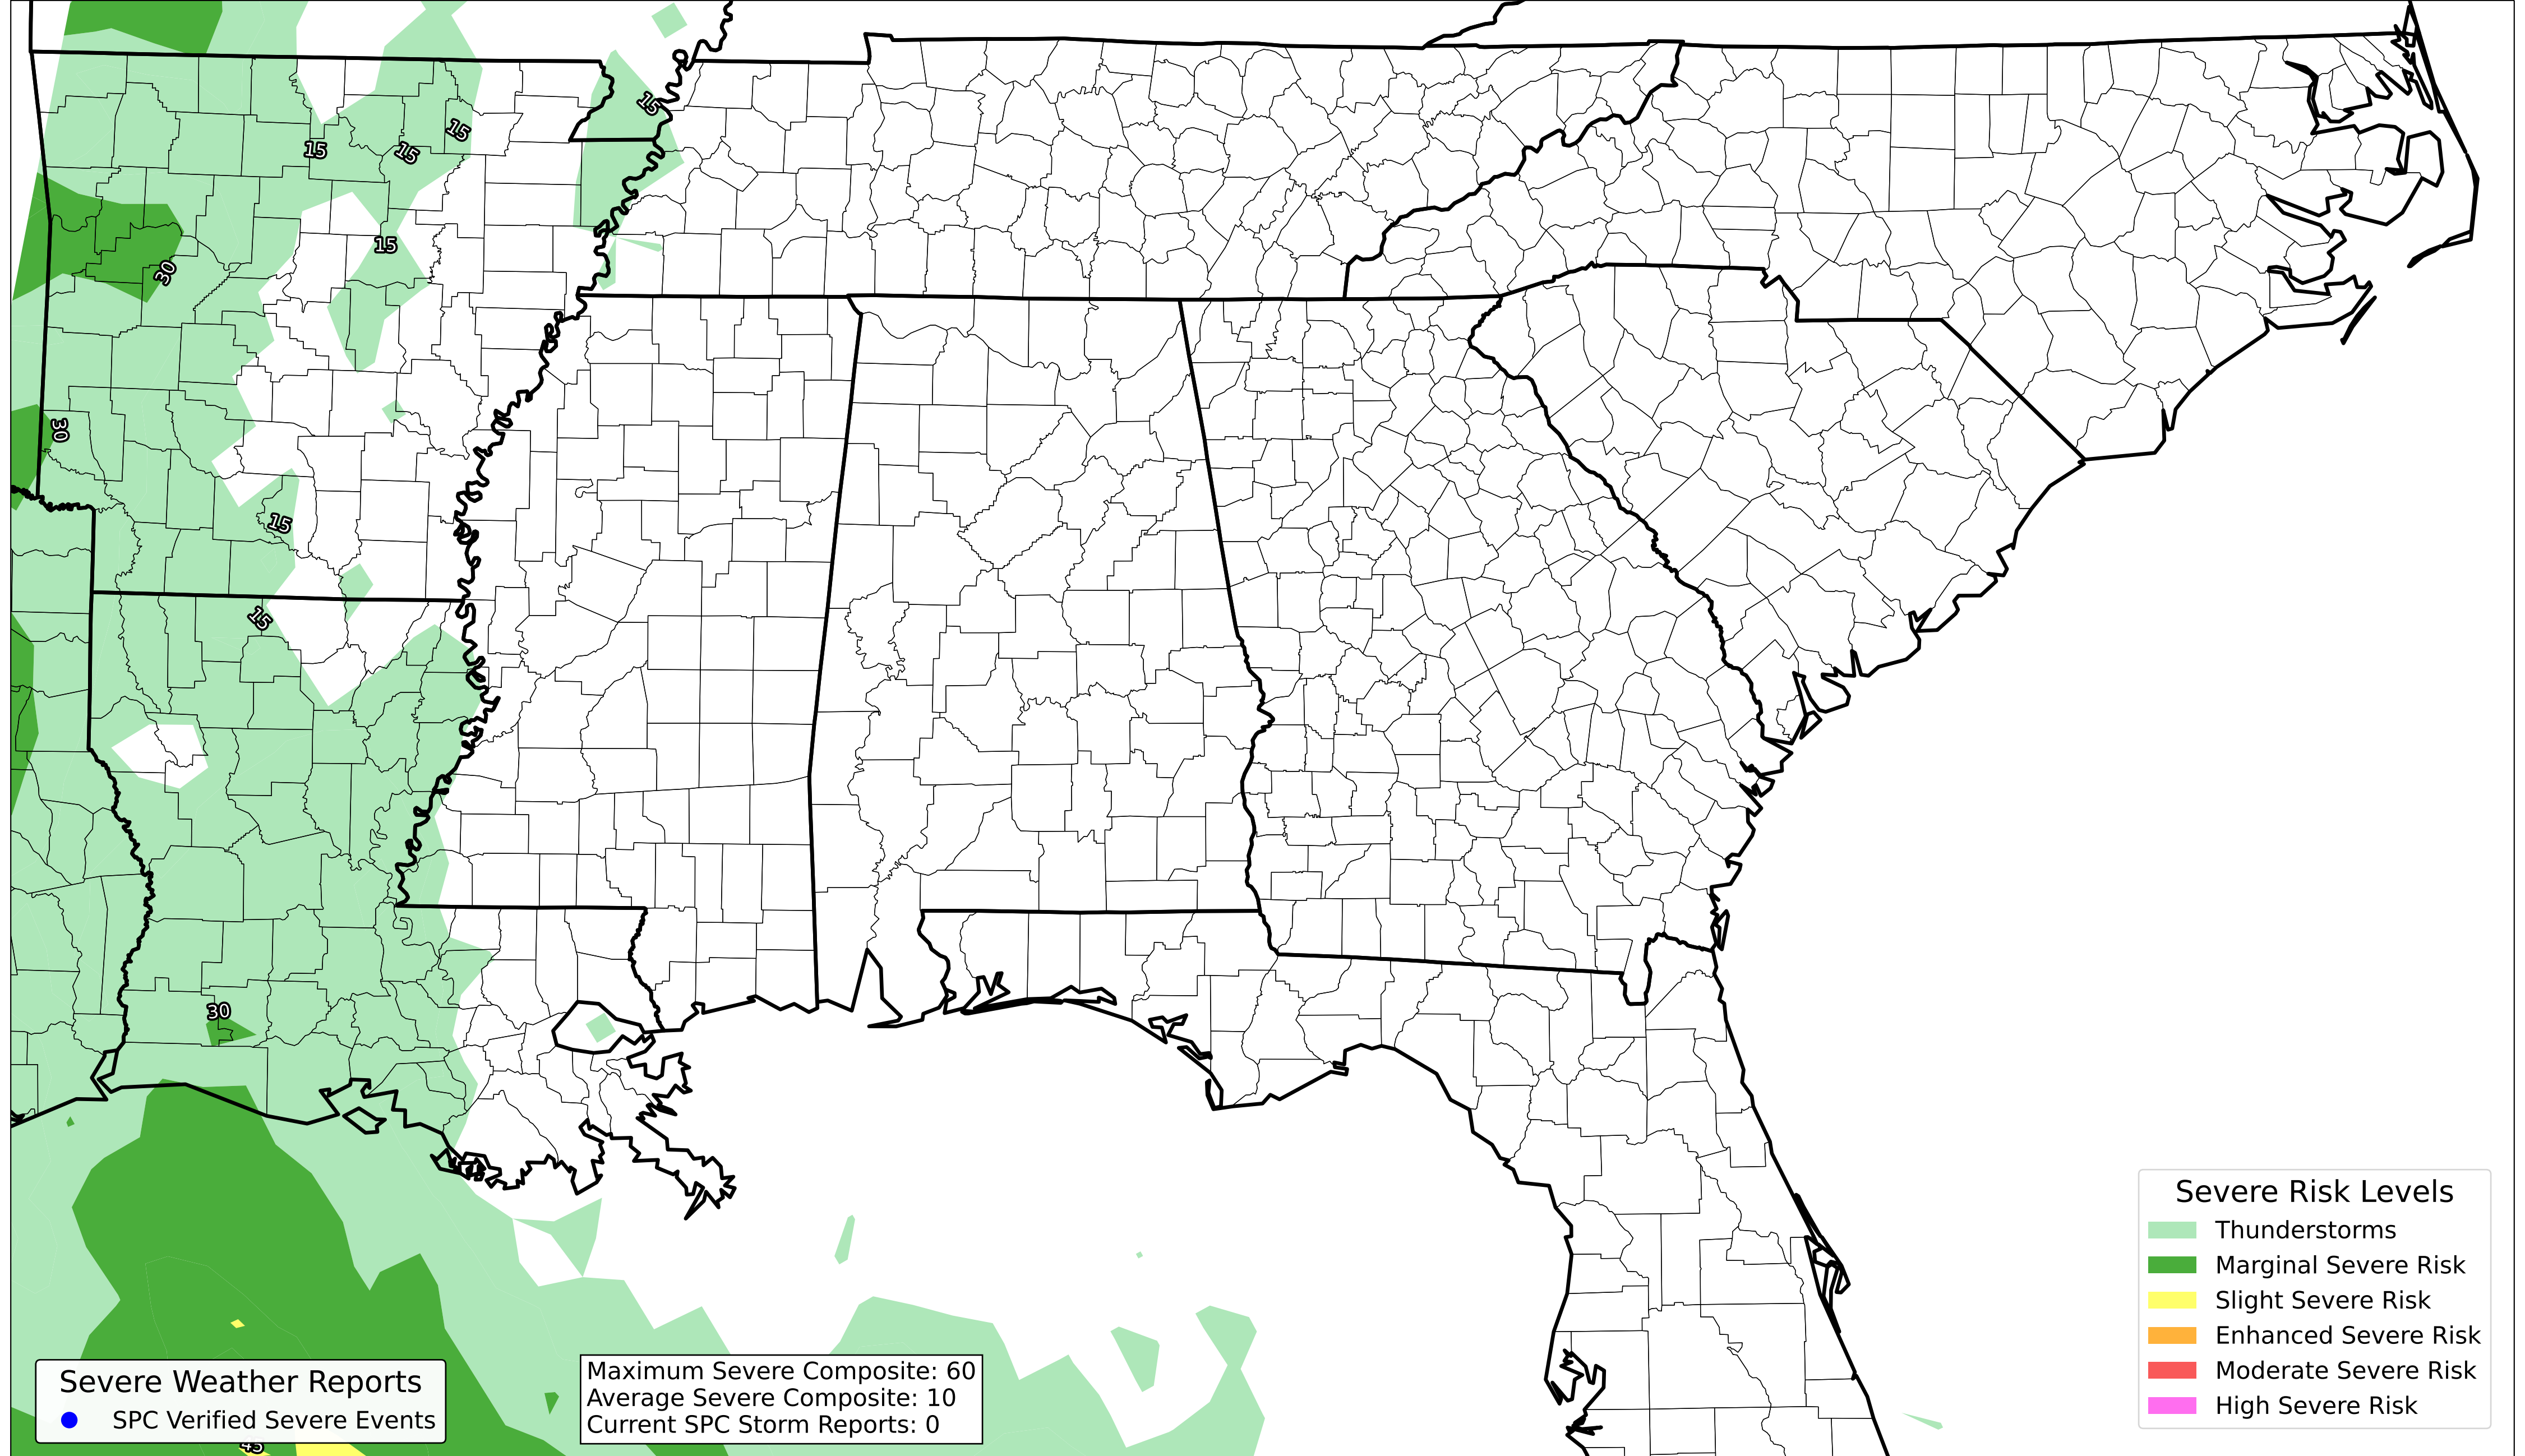 15
15
15
15
15
30
30
15
15
30
45
Severe Weather Reports
SPC Verified Severe Events
Maximum Severe Composite: 60
Average Severe Composite: 10
Current SPC Storm Reports: 0
Severe Risk Levels
Thunderstorms
Marginal Severe Risk
Slight Severe Risk
Enhanced Severe Risk
Moderate Severe Risk
High Severe Risk